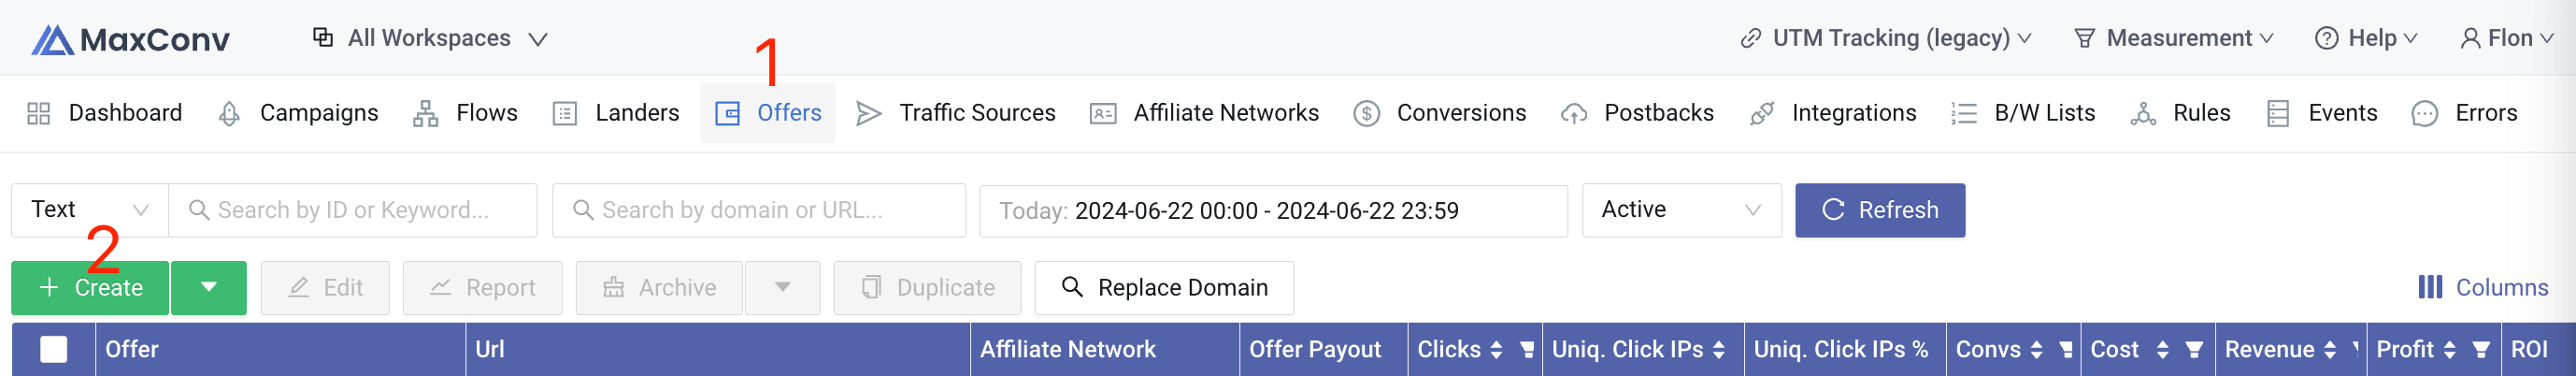 MaxConv All Workspaces UTM Tracking (legacy) Measurement Help Flon
1
Dashboard Campaigns Flows Landers Offers Traffic Sources Affiliate Networks Conversions Postbacks Integrations B/W Lists Rules Events Errors
Text Search by ID or Keyword... Search by domain or URL... Today: 2024-06-22 00:00 - 2024-06-22 23:59 Active Refresh
2
+ Create Edit Report Archive Duplicate Replace Domain Columns
Offer Url Affiliate Network Offer Payout Clicks Uniq. Click IPs Uniq. Click IPs % Convs Cost Revenue Profit ROI